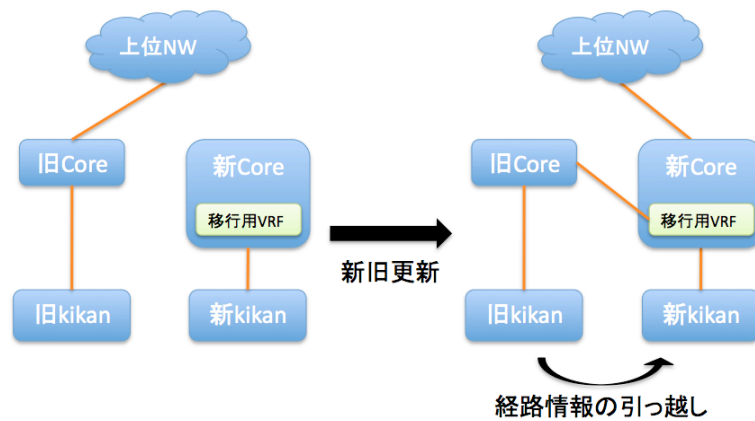 上位NW
旧Core
新Core
移行用VRF
旧kikan
新kikan
新旧更新
上位NW
旧Core
新Core
移行用VRF
旧kikan
新kikan
経路情報の引っ越し